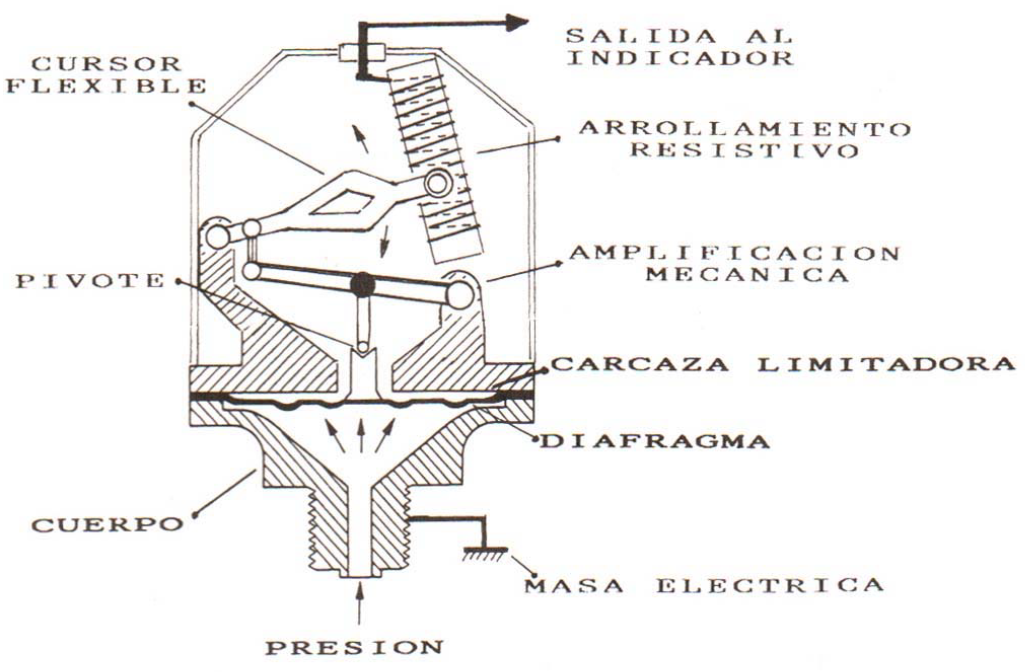 SALIDA AL
INDICADOR
CURSOR
FLEXIBLE
ARROLLAMIENTO
RESISTIVO
AMPLIFICACION
MECANICA
PIVOTE
CARCAZA LIMITADORA
DIAFRAGMA
CUERPO
MASA ELECTRICA
PRESION